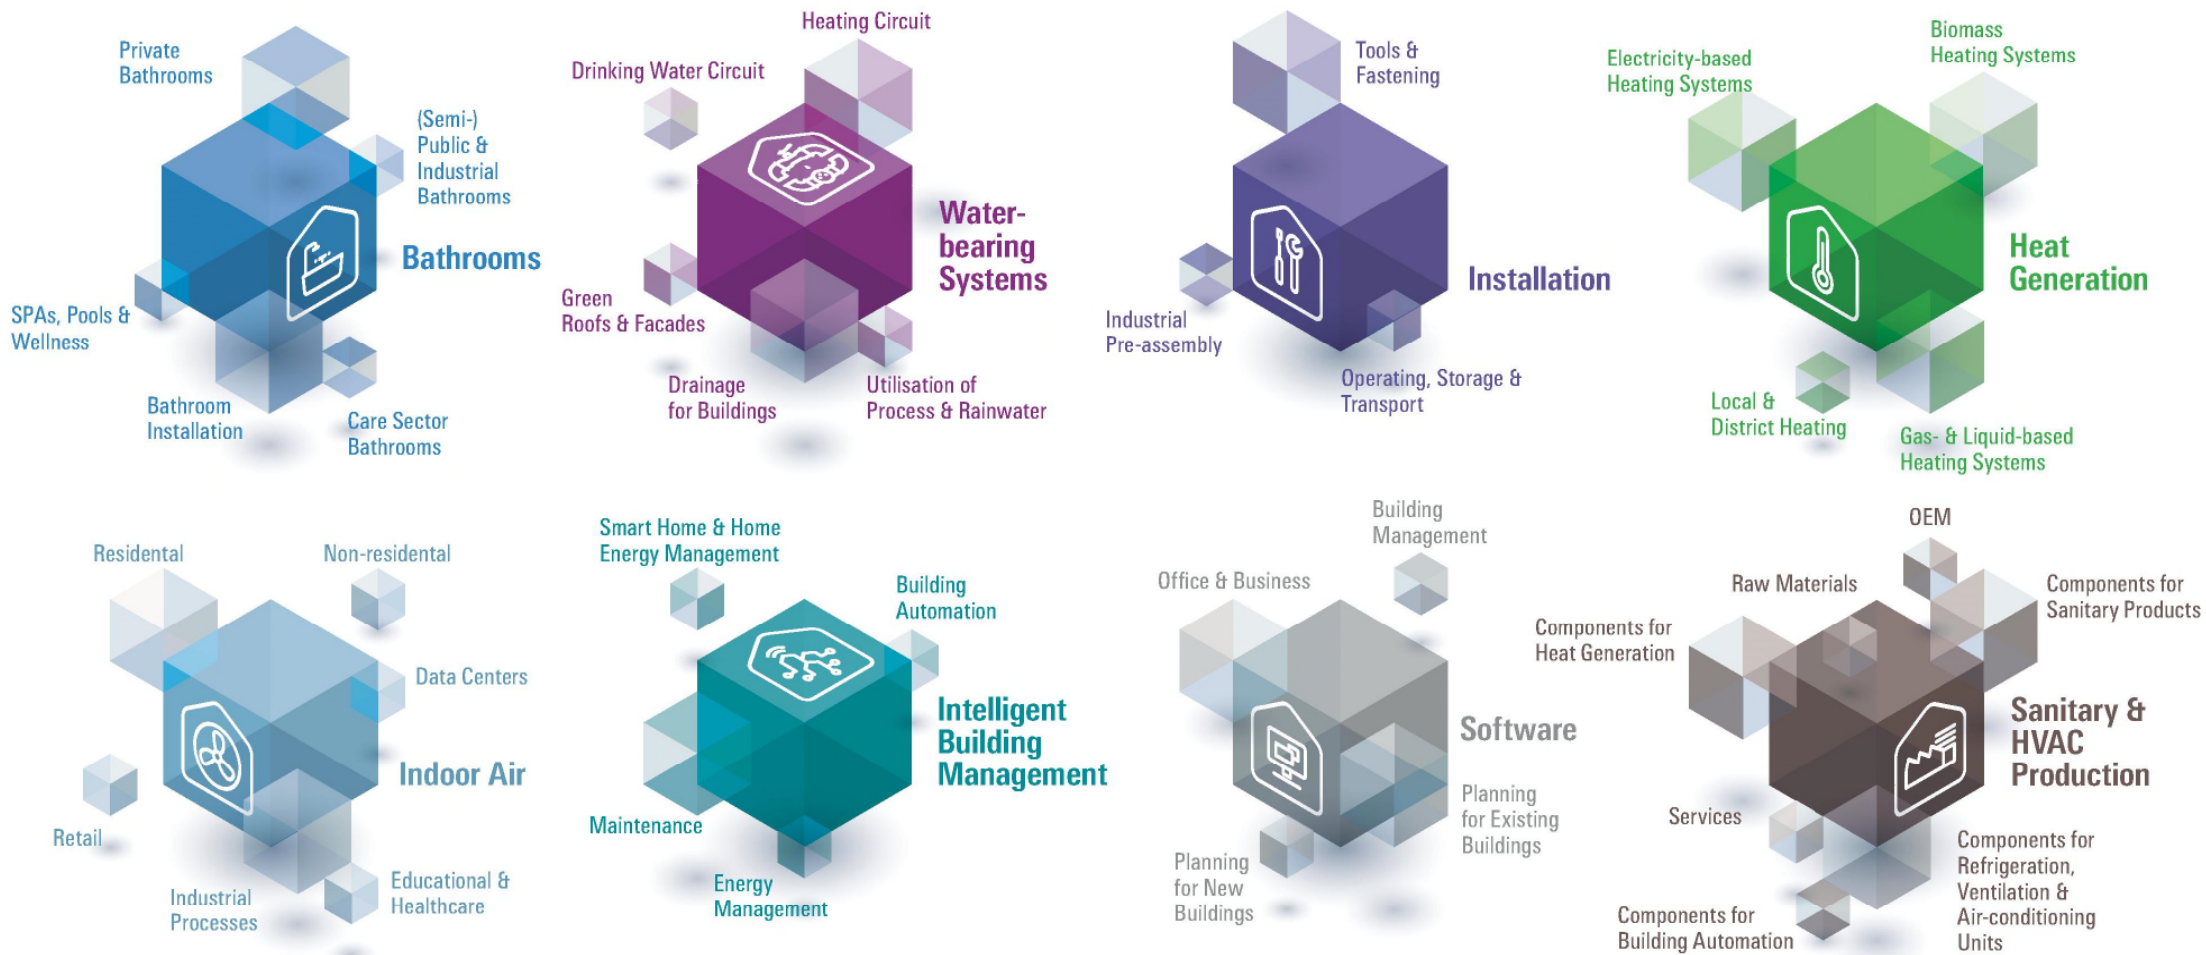 Private
Bathrooms
(Semi-)
Public &
Industrial
Bathrooms
Bathrooms
SPAs, Pools &
Wellness
Bathroom
Installation
Care Sector
Bathrooms
Heating Circuit
Drinking Water Circuit
Water-
bearing
Systems
Green
Roofs & Facades
Drainage
for Buildings
Utilisation of
Process & Rainwater
Tools &
Fastening
Installation
Industrial
Pre-assembly
Operating, Storage &
Transport
Biomass
Heating Systems
Electricity-based
Heating Systems
Heat
Generation
Local &
District Heating
Gas- & Liquid-based
Heating Systems
Residental
Non-residental
Data Centers
Indoor Air
Retail
Industrial
Processes
Educational &
Healthcare
Smart Home & Home
Energy Management
Building
Automation
Intelligent
Building
Management
Maintenance
Energy
Management
Building
Management
Office & Business
Software
Planning
for Existing
Buildings
Planning
for New
Buildings
OEM
Raw Materials
Components for
Sanitary Products
Components for
Heat Generation
Sanitary &
HVAC
Production
Services
Components for
Refrigeration,
Ventilation &
Air-conditioning
Units
Components for
Building Automation